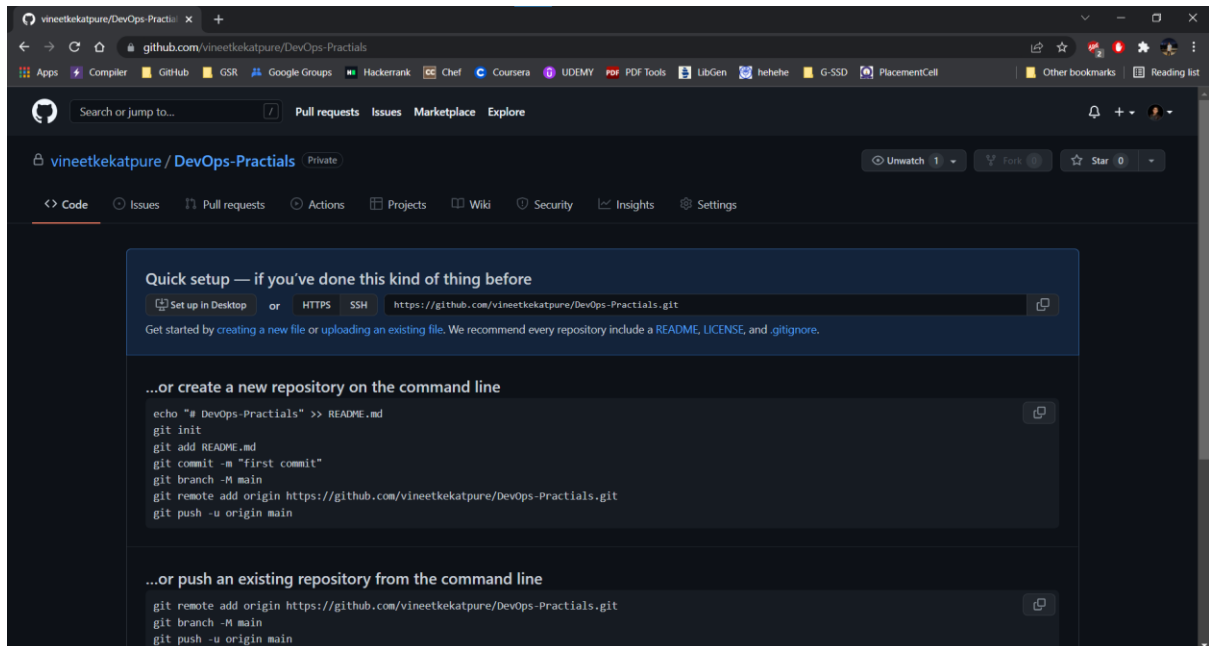 vineetkekatpure/DevOps-Practial
github.com/vineetkekatpure/DevOps-Practials
Apps Compiler GitHub GSR Google Groups Hackerrank Chef Coursera UDEMY PDF Tools LibGen hehehe G-SSD PlacementCell Other bookmarks Reading list
Search or jump to... / Pull requests Issues Marketplace Explore
vineetkekatpure / DevOps-Practials Private Unwatch 1 Fork 0 Star 0
<> Code Issues Pull requests Actions Projects Wiki Security Insights Settings
Quick setup — if you've done this kind of thing before
Set up in Desktop or HTTPS SSH https://github.com/vineetkekatpure/DevOps-Practials.git
Get started by creating a new file or uploading an existing file. We recommend every repository include a README, LICENSE, and .gitignore.
...or create a new repository on the command line
echo "# DevOps-Practials" >> README.md
git init
git add README.md
git commit -m "first commit"
git branch -M main
git remote add origin https://github.com/vineetkekatpure/DevOps-Practials.git
git push -u origin main
...or push an existing repository from the command line
git remote add origin https://github.com/vineetkekatpure/DevOps-Practials.git
git branch -M main
git push -u origin main